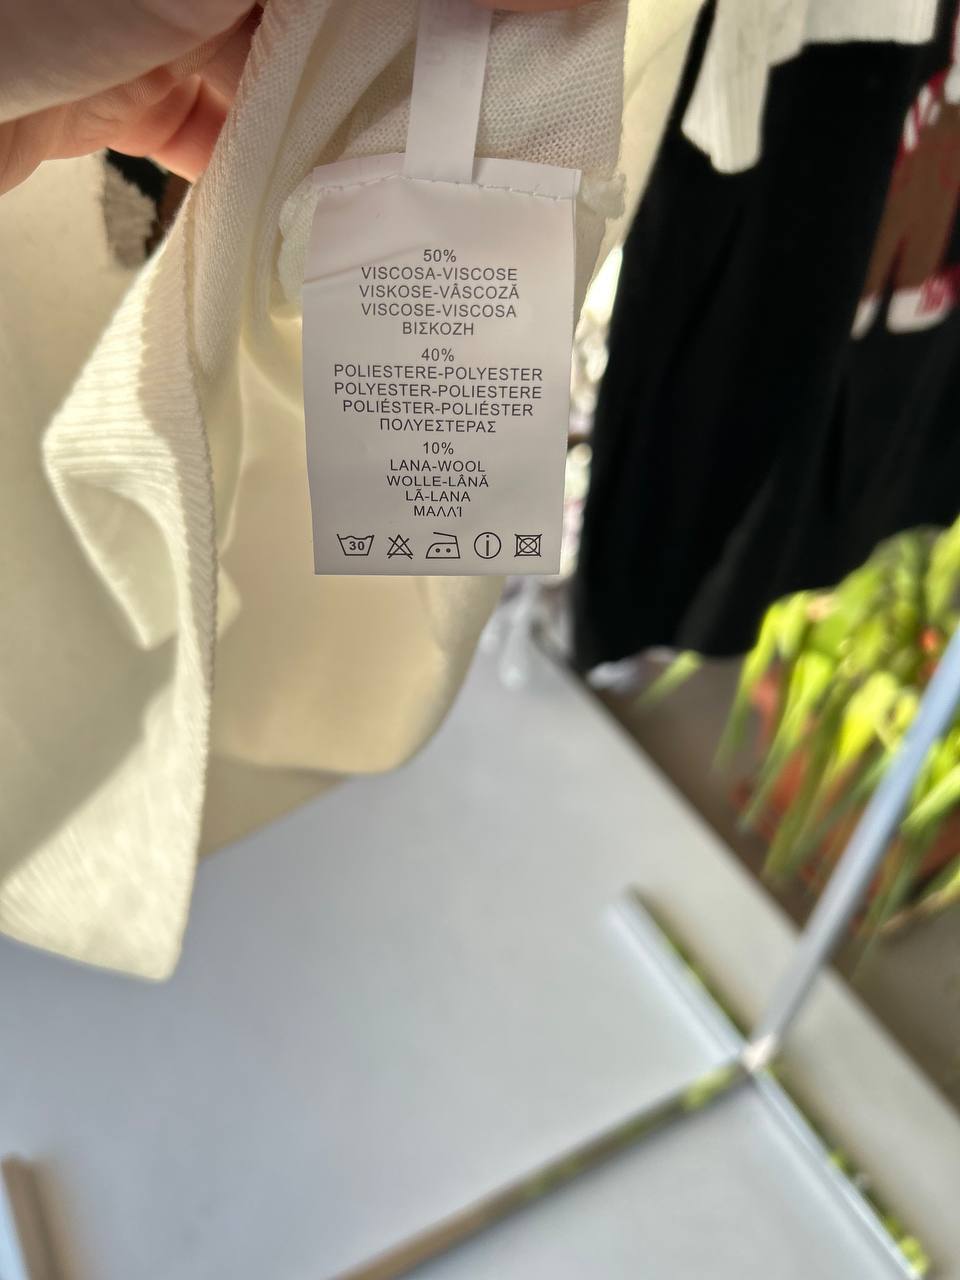 50%
VISCOSA-VISCOSE
VISKOSE-VÂSCOZĂ
VISCOSE-VISCOSA
ΒΙΣΚΟΖΗ
40%
POLIESTERE-POLYESTER
POLYESTER-POLIESTERE
POLIÉSTER-POLIÉSTER
ΠΟΛΥΕΣΤΕΡΑΣ
10%
LANA-WOOL
WOLLE-LÂNĂ
LÃ-LANA
ΜΑΛΛΊ
30